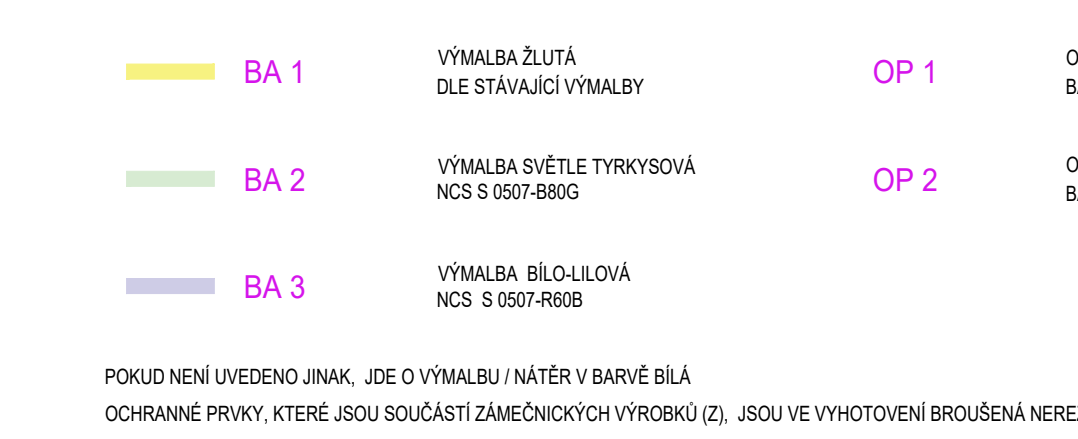 BA 1
VÝMALBA ŽLUTÁ
DLE STÁVAJÍCÍ VÝMALBY
OP 1
BA 2
VÝMALBA SVĚTLE TYRKYSOVÁ
NCS S 0507-B80G
OP 2
BA 3
VÝMALBA BÍLO-LILOVÁ
NCS S 0507-R60B
POKUD NENÍ UVEDENO JINAK, JDE O VÝMALBU / NÁTĚR V BARVĚ BÍLÁ
OCHRANNÉ PRVKY, KTERÉ JSOU SOUČÁSTÍ ZÁMEČNICKÝCH VÝROBKŮ (Z), JSOU VE VYHOTOVENÍ BROUŠENÁ